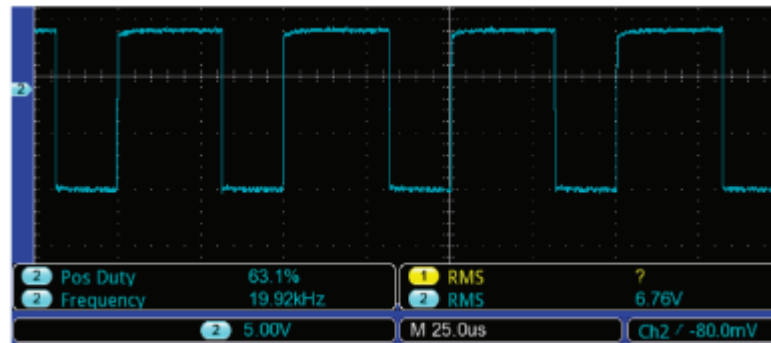 2
2 Pos Duty 63.1% 1 RMS ?
2 Frequency 19.92kHz 2 RMS 6.76V
2 5.00V M 25.0us Ch2 / -80.0mV